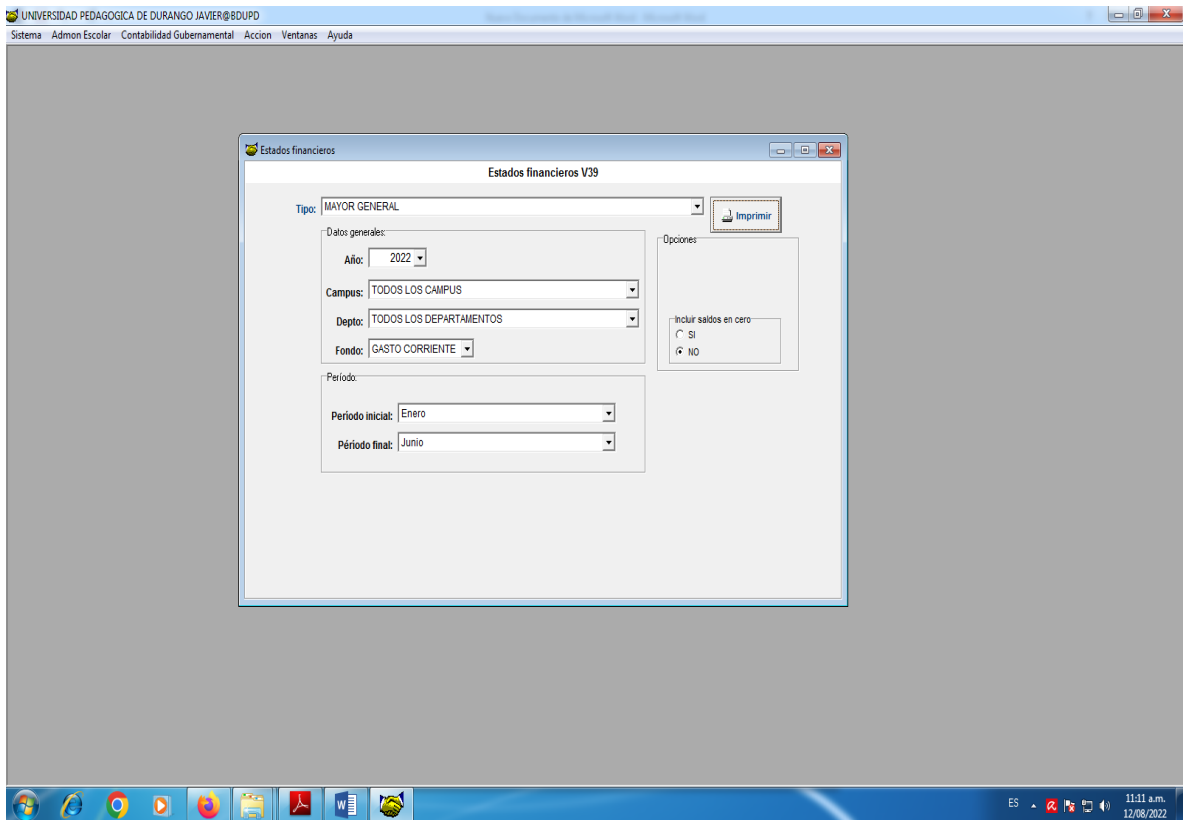 UNIVERSIDAD PEDAGOGICA DE DURANGO JAVIER@BDUPD
Sistema Admon Escolar Contabilidad Gubernamental Accion Ventanas Ayuda
Estados financieros
Estados financieros V39
Tipo: MAYOR GENERAL
Imprimir
Datos generales:
Opciones
Año: 2022
Campus: TODOS LOS CAMPUS
Depto: TODOS LOS DEPARTAMENTOS
Incluir saldos en cero
SI
Fondo: GASTO CORRIENTE
NO
Período:
Periodo inicial: Enero
Périodo final: Junio
ES
11:11 a.m.
12/08/2022